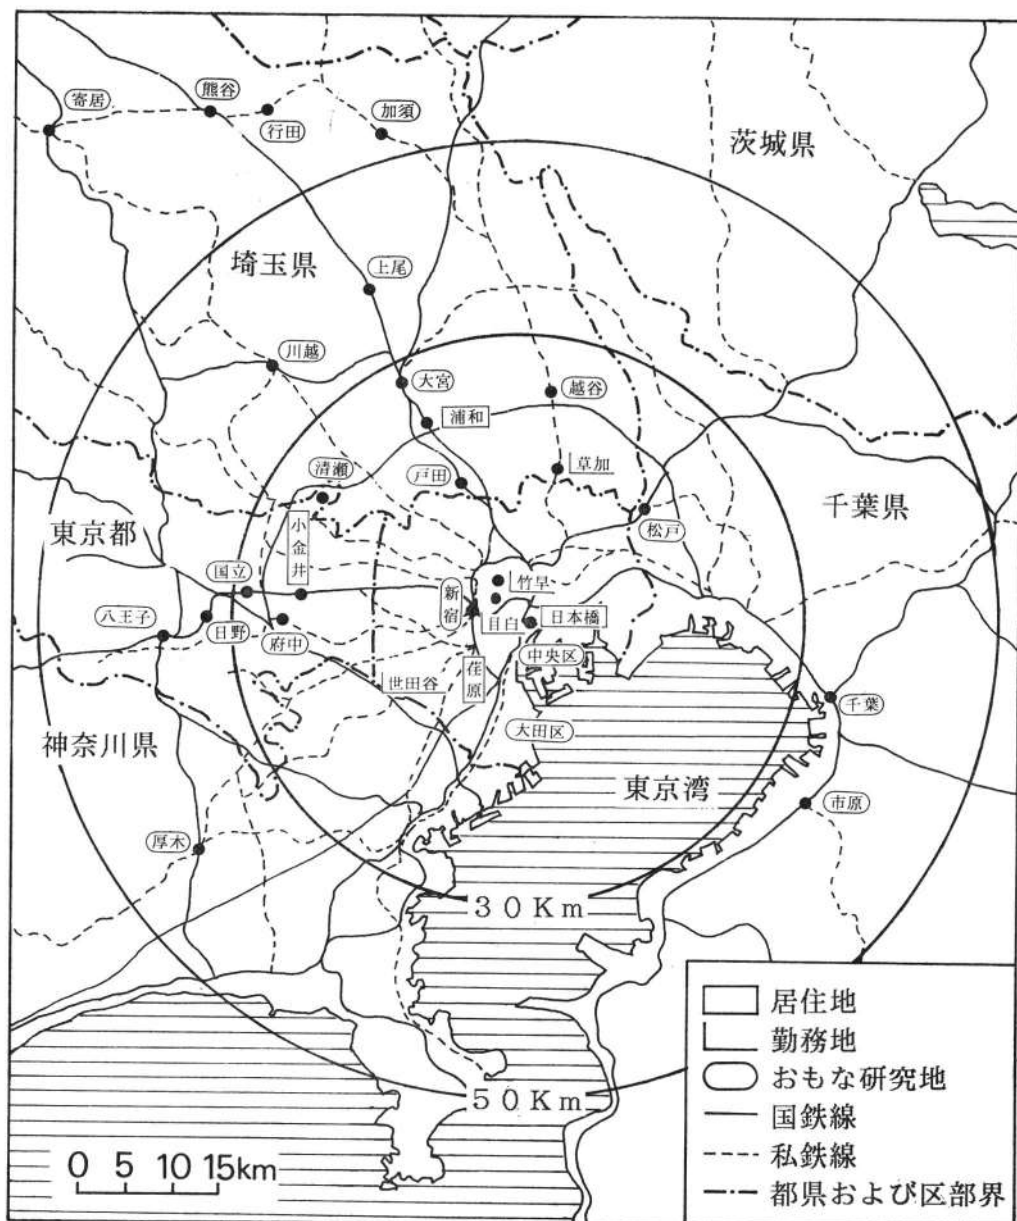 寄居
熊谷
行田
加須
茨城県
埼玉県
上尾
川越
大宮
越谷
浦和
清瀬
戸田
草加
千葉県
東京都
小金井
松戸
国立
新宿
竹早
八王子
日野
府中
目白
日本橋
荏原
中央区
世田谷
千葉
神奈川県
大田区
東京湾
市原
厚木
30Km
50Km
居住地
勤務地
おもな研究地
国鉄線
私鉄線
都県および区部界
0 5 10 15km